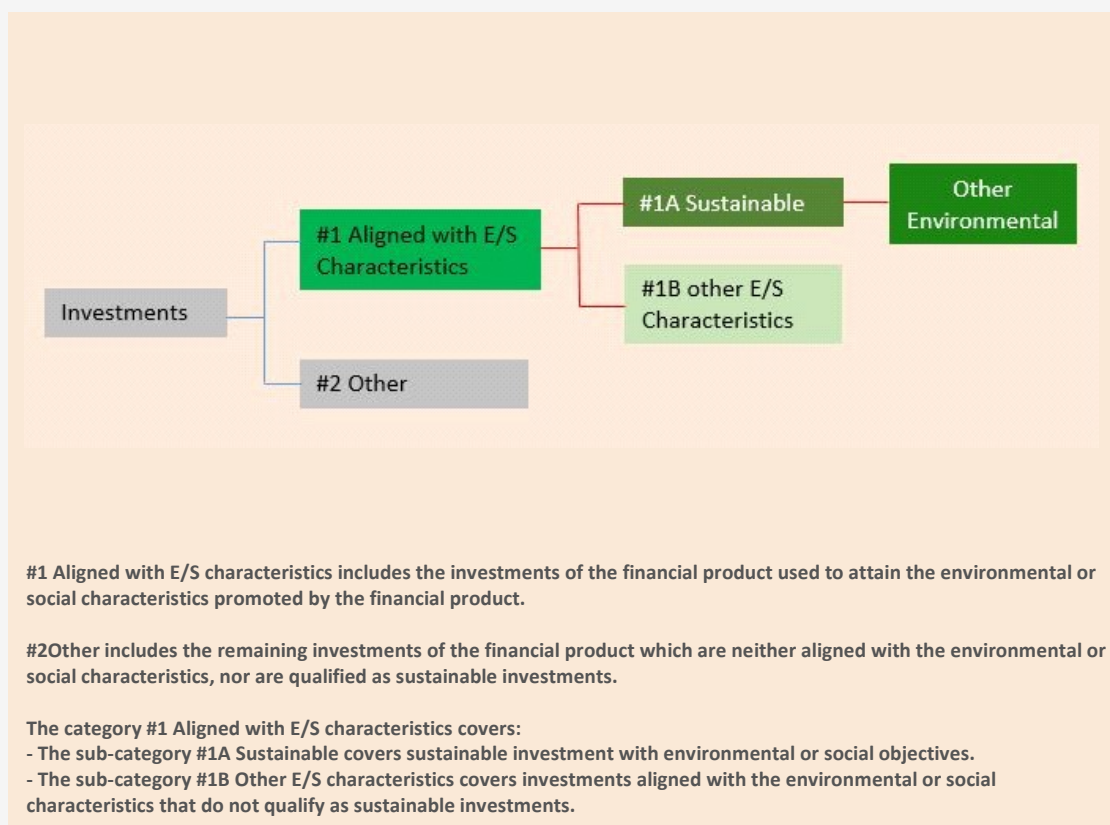 #1A Sustainable
Other
Environmental
#1 Aligned with E/S
Characteristics
#1B other E/S
Characteristics
Investments
#2 Other
#1 Aligned with E/S characteristics includes the investments of the financial product used to attain the environmental or
social characteristics promoted by the financial product.
#2Other includes the remaining investments of the financial product which are neither aligned with the environmental or
social characteristics, nor are qualified as sustainable investments.
The category #1 Aligned with E/S characteristics covers:
- The sub-category #1A Sustainable covers sustainable investment with environmental or social objectives.
- The sub-category #1B Other E/S characteristics covers investments aligned with the environmental or social
characteristics that do not qualify as sustainable investments.